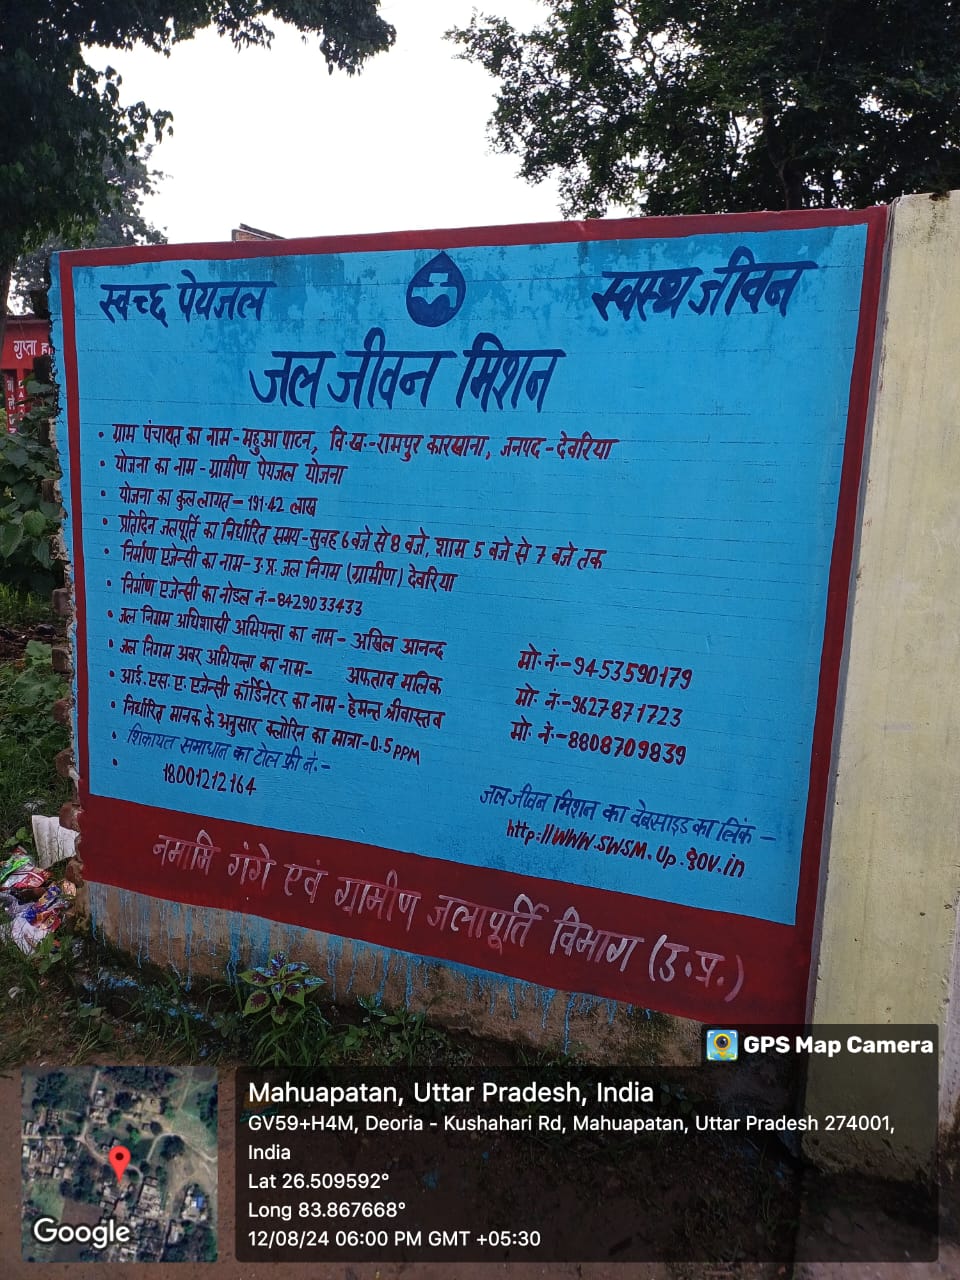 स्वच्छ पेयजल
स्वस्थ जीवन
जल जीवन मिशन
• ग्राम पंचायत का नाम - महुआ पाटन, वि.ख.-रामपुर कारखाना, जनपद - देवरिया
• योजना का नाम - ग्रामीण पेयजल योजना
• योजना का कुल लागत - 191.42 लाख
• प्रतिदिन जलपूर्ति का निर्धारित समय - सुवह 6 बजे से 8 बजे, शाम 5 बजे से 7 बजे तक
• निर्माण एजेन्सी का नाम - उ.प्र. जल निगम (ग्रामीण) देवरिया
• निर्माण एजेन्सी का नोडल नं.-8429033433
• जल निगम अधिशासी अभियन्ता का नाम - अखिल आनन्द मो. नं.-9453590179
• जल निगम अवर अभियन्ता का नाम- अफताव मलिक मो. नं.-9627871723
• आई.एस.ए. एजेन्सी कॉर्डिनेटर का नाम - हेमन्त श्रीवास्तव मो. नं.-8808709839
• निर्धारित मानक के अनुसार क्लोरिन का मात्रा-0.5 PPM
• शिकायत समाधान का टोल फ्री नं.-
• 18001212164
जल जीवन मिशन का वेबसाइड का लिंक -
http://WWW.SWSM.Up.gov.in
नमामि गंगे एवं ग्रामीण जलापूर्ति विभाग (उ.प्र.)
गुप्ता
GPS Map Camera
Mahuapatan, Uttar Pradesh, India
GV59+H4M, Deoria - Kushahari Rd, Mahuapatan, Uttar Pradesh 274001,
India
Lat 26.509592°
Long 83.867668°
12/08/24 06:00 PM GMT +05:30
Google